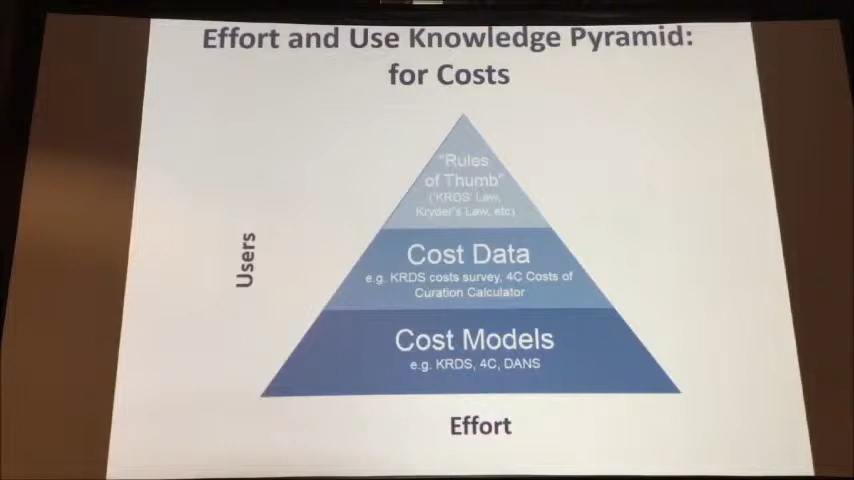 Effort and Use Knowledge Pyramid:
for Costs
"Rules
of Thumb"
('KRDS' Law,
Kryder's Law, etc)
Cost Data
e.g. KRDS costs survey, 4C Costs of
Curation Calculator
Cost Models
e.g. KRDS, 4C, DANS
Users
Effort